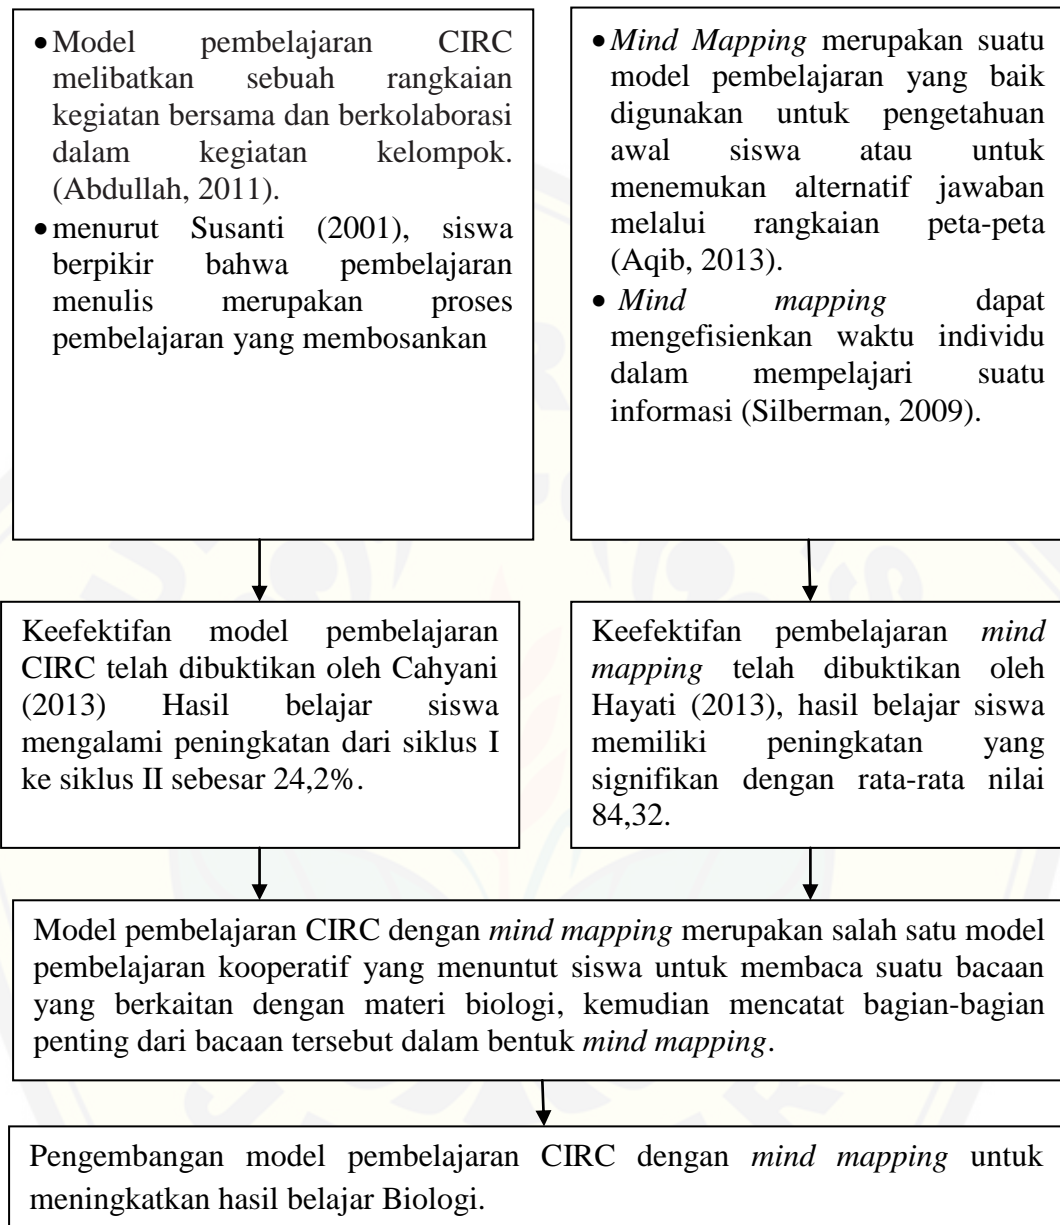 •Model pembelajaran CIRC
melibatkan sebuah rangkaian
kegiatan bersama dan berkolaborasi
dalam kegiatan kelompok.
(Abdullah, 2011).
•menurut Susanti (2001), siswa
berpikir bahwa pembelajaran
menulis merupakan proses
pembelajaran yang membosankan
•Mind Mapping merupakan suatu
model pembelajaran yang baik
digunakan untuk pengetahuan
awal siswa atau untuk
menemukan alternatif jawaban
melalui rangkaian peta-peta
(Aqib, 2013).
• Mind mapping dapat
mengefisienkan waktu individu
dalam mempelajari suatu
informasi (Silberman, 2009).
Keefektifan model pembelajaran
CIRC telah dibuktikan oleh Cahyani
(2013) Hasil belajar siswa
mengalami peningkatan dari siklus I
ke siklus II sebesar 24,2%.
Keefektifan pembelajaran mind
mapping telah dibuktikan oleh
Hayati (2013), hasil belajar siswa
memiliki peningkatan yang
signifikan dengan rata-rata nilai
84,32.
Model pembelajaran CIRC dengan mind mapping merupakan salah satu model
pembelajaran kooperatif yang menuntut siswa untuk membaca suatu bacaan
yang berkaitan dengan materi biologi, kemudian mencatat bagian-bagian
penting dari bacaan tersebut dalam bentuk mind mapping.
Pengembangan model pembelajaran CIRC dengan mind mapping untuk
meningkatkan hasil belajar Biologi.